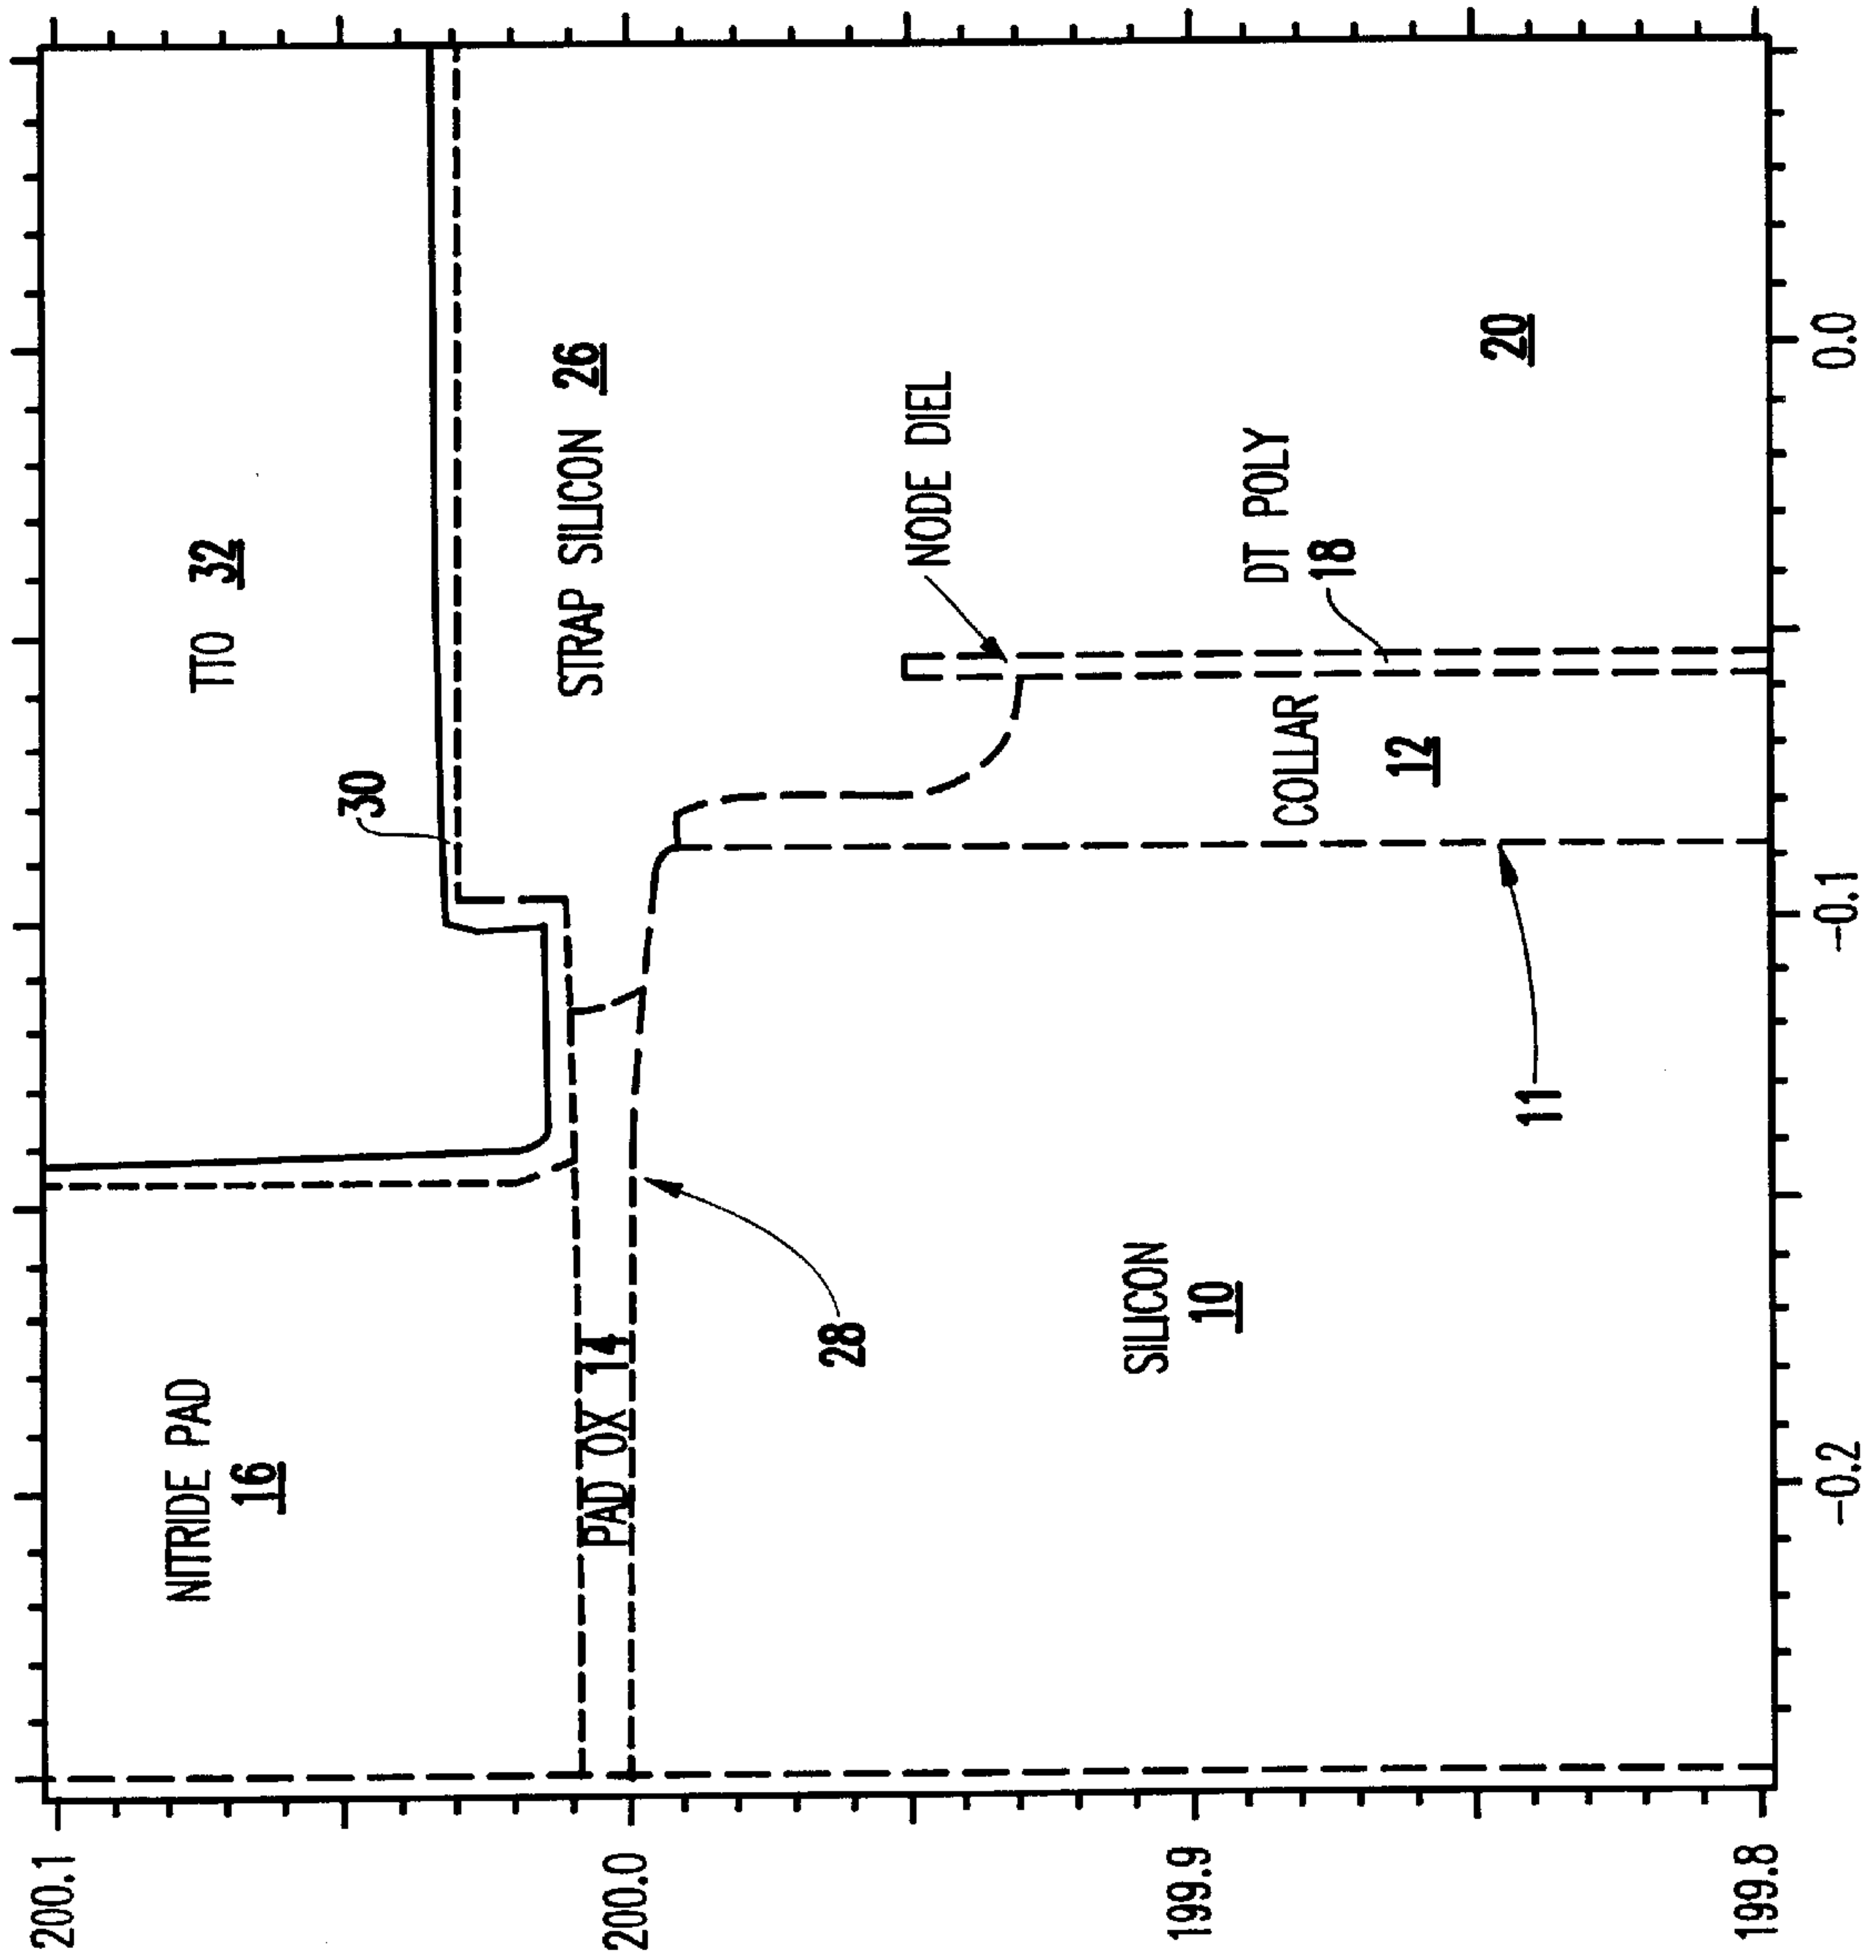 NITRIDE PAD
16
TTO 32
30
STRAP SILICON 26
PAD OX 14
28
NODE DIEL
SILICON
10
COLLAR
12
DT POLY
18
20
11
200.1
200.0
199.9
199.8
-0.2
-0.1
0.0